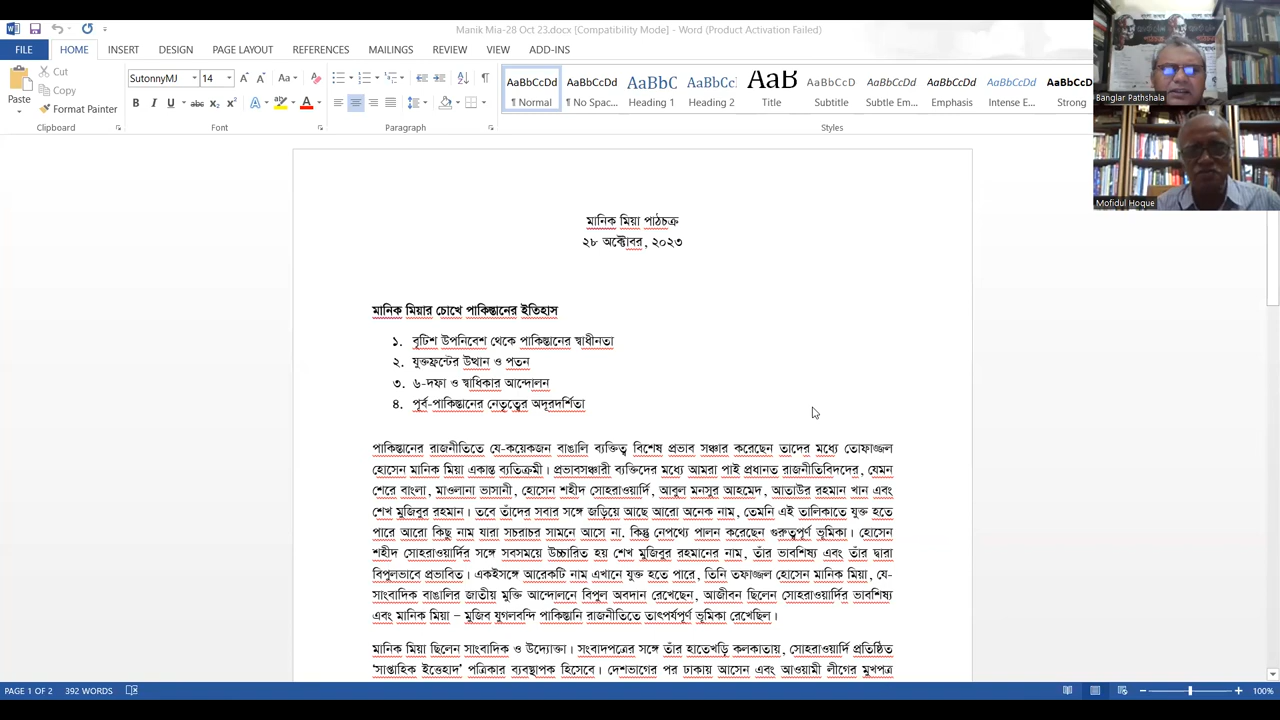 Manik Mia-28 Oct 23.docx [Compatibility Mode] - Word (Product Activation Failed)
FILE HOME INSERT DESIGN PAGE LAYOUT REFERENCES MAILINGS REVIEW VIEW ADD-INS
Paste
Cut
Copy
Format Painter
SutonnyMJ 14
Clipboard Font Paragraph Styles
AaBbCcDd AaBbCcDd AaBbC AaBbCc AaB AaBbCcD AaBbCcDd AaBbCcDd AaBbCcDd AaBbCc
¶ Normal ¶ No Spac... Heading 1 Heading 2 Title Subtitle Subtle Em... Emphasis Intense E... Strong
Banglar Pathshala
Mofidul Hoque
মানিক মিয়া পাঠচক্র
২৮ অক্টোবর, ২০২৩
মানিক মিয়ার চোখে পাকিস্তানের ইতিহাস
১. বৃটিশ উপনিবেশ থেকে পাকিস্তানের স্বাধীনতা
২. যুক্তফ্রন্টের উত্থান ও পতন
৩. ৬-দফা ও স্বাধিকার আন্দোলন
৪. পূর্ব-পাকিস্তানের নেতৃত্বের অদূরদর্শিতা
পাকিস্তানের রাজনীতিতে যে-কয়েকজন বাঙালি ব্যক্তিত্ব বিশেষ প্রভাব সঞ্চার করেছেন তাদের মধ্যে তোফাজ্জল
হোসেন মানিক মিয়া একান্ত ব্যতিক্রমী। প্রভাবসঞ্চারী ব্যক্তিদের মধ্যে আমরা পাই প্রধানত রাজনীতিবিদদের, যেমন
শেরে বাংলা, মাওলানা ভাসানী, হোসেন শহীদ সোহরাওয়ার্দি, আবুল মনসুর আহমেদ, আতাউর রহমান খান এবং
শেখ মুজিবুর রহমান। তবে তাঁদের সবার সঙ্গে জড়িয়ে আছে আরো অনেক নাম, তেমনি এই তালিকাতে যুক্ত হতে
পারে আরো কিছু নাম যারা সচরাচর সামনে আসে না. কিন্তু নেপথ্যে পালন করেছেন গুরুত্বপূর্ণ ভূমিকা। হোসেন
শহীদ সোহরাওয়ার্দির সঙ্গে সবসময়ে উচ্চারিত হয় শেখ মুজিবুর রহমানের নাম, তাঁর ভাবশিষ্য এবং তাঁর দ্বারা
বিপুলভাবে প্রভাবিত। একইসঙ্গে আরেকটি নাম এখানে যুক্ত হতে পারে, তিনি তফাজ্জল হোসেন মানিক মিয়া, যে-
সাংবাদিক বাঙালির জাতীয় মুক্তি আন্দোলনে বিপুল অবদান রেখেছেন, আজীবন ছিলেন সোহরাওয়ার্দির ভাবশিষ্য
এবং মানিক মিয়া – মুজিব যুগলবন্দি পাকিস্তানি রাজনীতিতে তাৎপর্যপূর্ণ ভূমিকা রেখেছিল।
মানিক মিয়া ছিলেন সাংবাদিক ও উদ্যোক্তা। সংবাদপত্রের সঙ্গে তাঁর হাতেখড়ি কলকাতায়, সোহরাওয়ার্দি প্রতিষ্ঠিত
‘সাপ্তাহিক ইত্তেহাদ’ পত্রিকার ব্যবস্থাপক হিসেবে। দেশভাগের পর ঢাকায় আসেন এবং আওয়ামী লীগের মুখপত্র
PAGE 1 OF 2 392 WORDS 100%